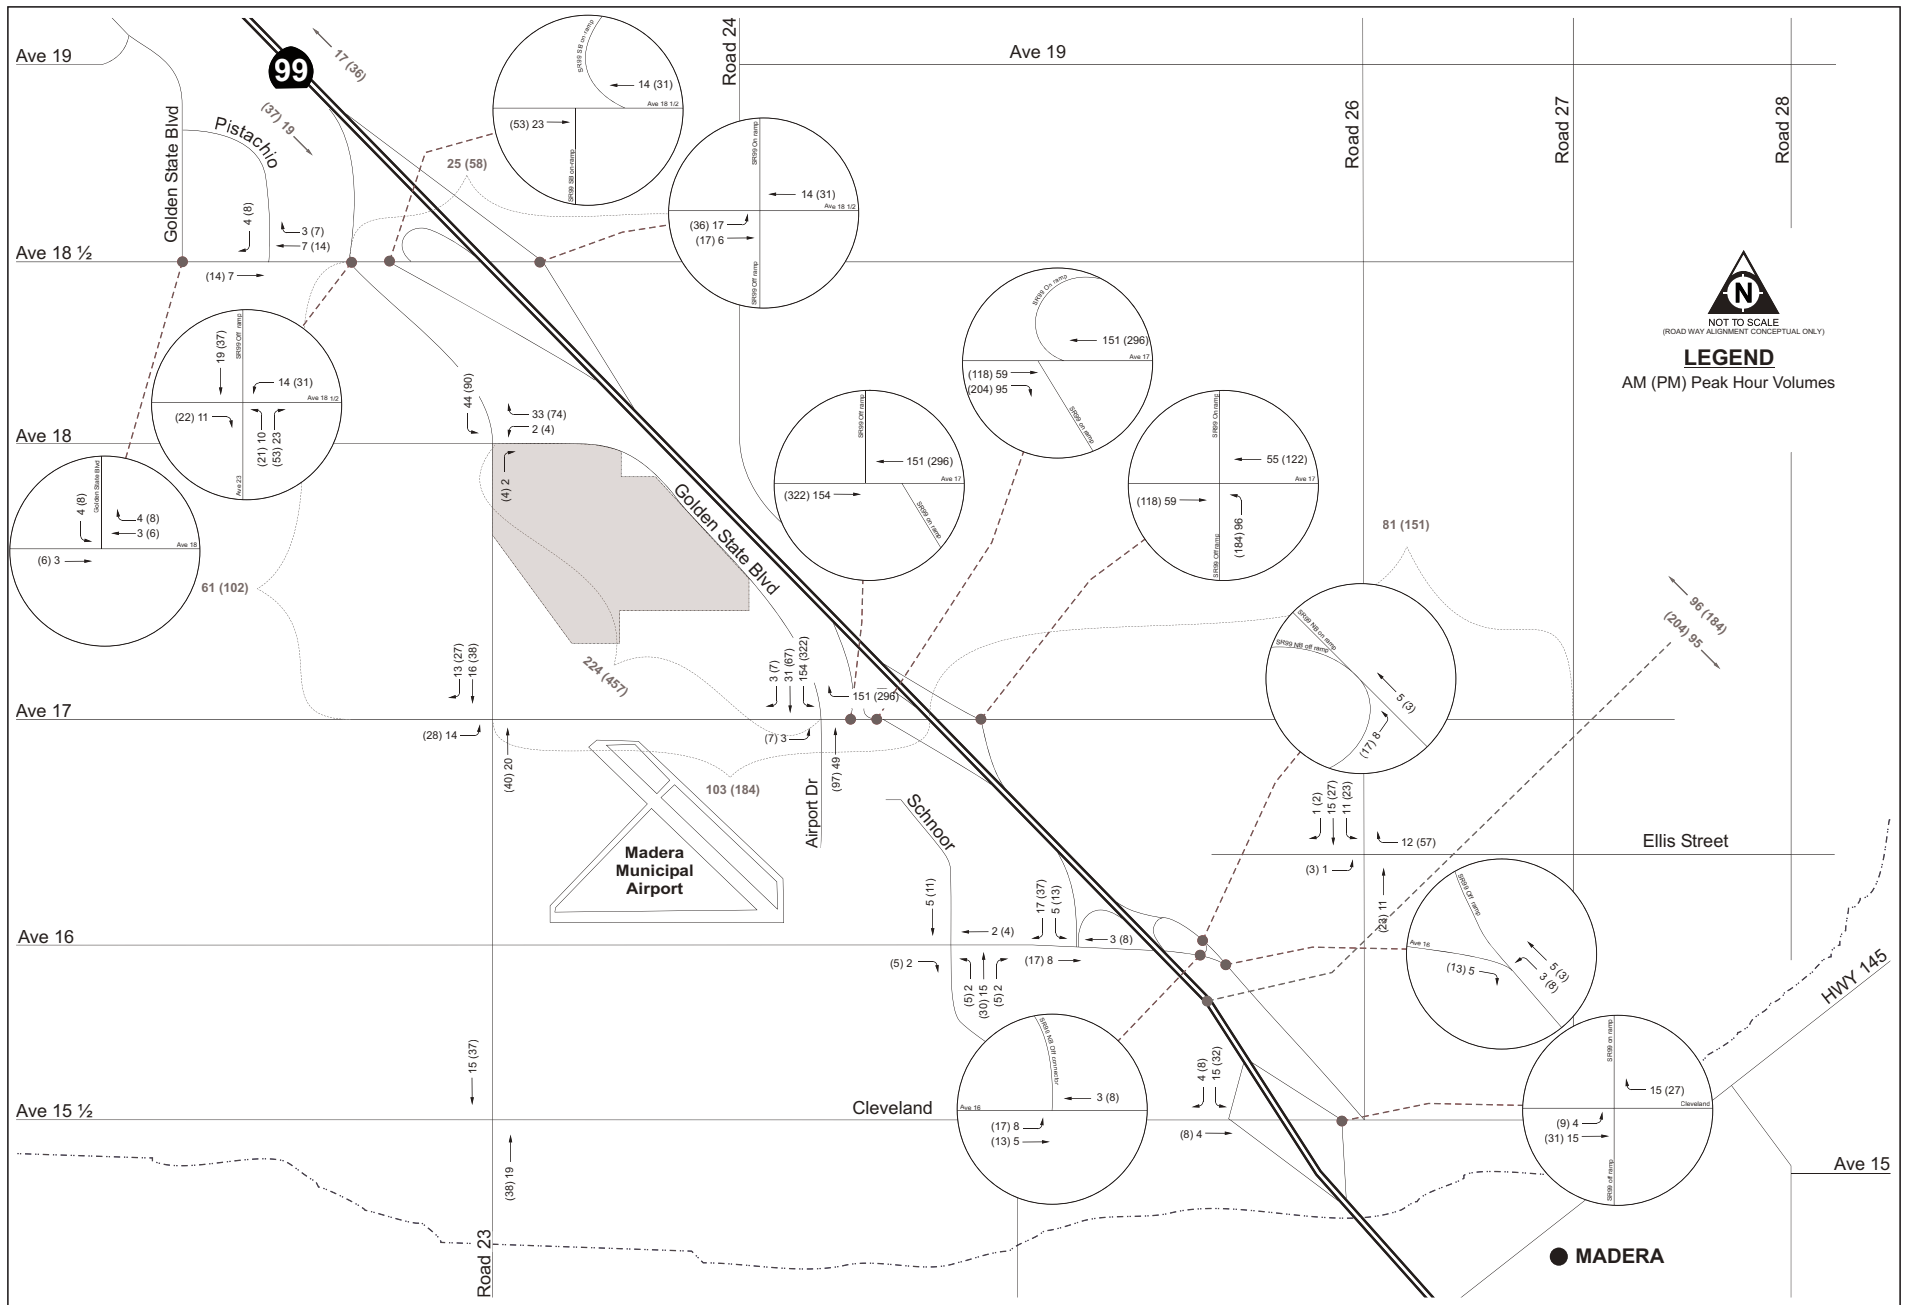 Ave 19
99
17 (36)
(37) 19
Golden State Blvd
Pistachio
25 (58)
Road 24
Ave 19
Road 26
Road 27
Road 28
SR99 SB on-ramp
14 (31)
Ave 18 1/2
(53) 23
SR99 SB on-ramp
SR99 On ramp
14 (31)
Ave 18 1/2
(36) 17
(17) 6
SR99 Off ramp
4 (8)
3 (7)
7 (14)
Ave 18 ½
(14) 7
NOT TO SCALE
(ROAD WAY ALIGNMENT CONCEPTUAL ONLY)
N
LEGEND
AM (PM) Peak Hour Volumes
19 (37)
SR99 Off ramp
14 (31)
Ave 18 1/2
(22) 11
(21) 10
(53) 23
Ave 23
44 (90)
33 (74)
2 (4)
(4) 2
Ave 18
Golden State Blvd
4 (8)
Golden State Blvd
4 (8)
3 (6)
Ave 18
(6) 3
61 (102)
SR99 On ramp
151 (296)
Ave 17
(118) 59
(204) 95
SR99 on ramp
SR99 Off ramp
151 (296)
Ave 17
(322) 154
SR99 on ramp
SR99 On ramp
55 (122)
Ave 17
(118) 59
(184) 96
SR99 Off ramp
81 (151)
96 (184)
(204) 95
SR99 NB on ramp
SR99 NB off ramp
5 (3)
(17) 8
224 (457)
13 (27)
16 (38)
3 (7)
31 (67)
154 (322)
151 (296)
Ave 17
(28) 14
(40) 20
(7) 3
(97) 49
103 (184)
Airport Dr
Schnoor
Madera
Municipal
Airport
1 (2)
15 (27)
11 (23)
12 (57)
Ellis Street
(3) 1
(23) 11
5 (11)
2 (4)
17 (37)
5 (13)
3 (8)
Ave 16
(5) 2
(5) 2
(30) 15
(5) 2
(17) 8
SR99 Off ramp
Ave 16
(13) 5
5 (3)
3 (8)
HWY 145
SR99 NB Off connector
3 (8)
Ave 16
(17) 8
(13) 5
4 (8)
15 (32)
SR99 on ramp
15 (27)
Cleveland
(9) 4
(31) 15
SR99 off ramp
15 (37)
Ave 15 ½
Cleveland
(8) 4
(38) 19
Ave 15
Road 23
MADERA